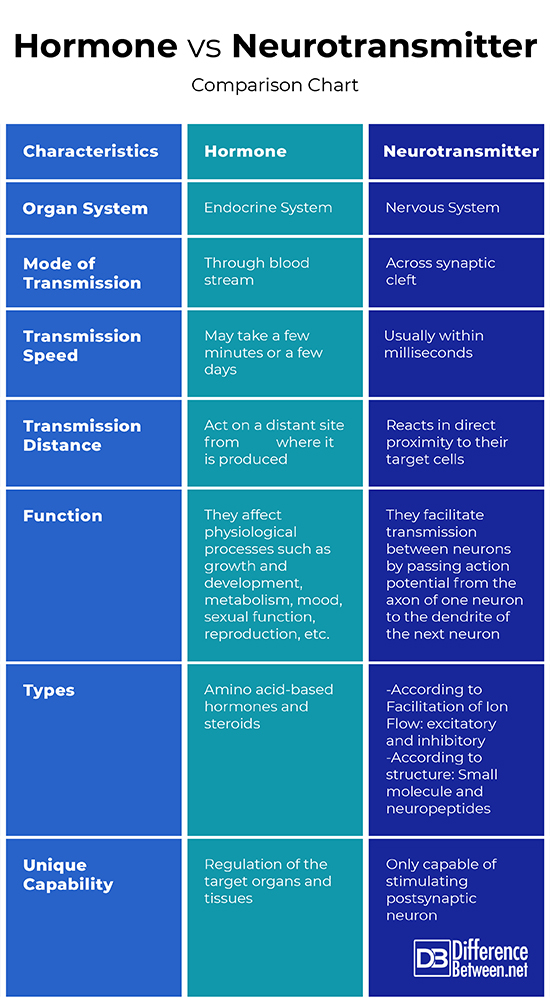 Hormone vs Neurotransmitter
Comparison Chart
Characteristics
Hormone
Neurotransmitter
Organ System
Endocrine System
Nervous System
Mode of
Transmission
Through blood
stream
Across synaptic
cleft
Transmission
Speed
May take a few
minutes or a few
days
Usually within
milliseconds
Transmission
Distance
Act on a distant site
from where it
is produced
Reacts in direct
proximity to their
target cells
Function
They affect
physiological
processes such as
growth and
development,
metabolism, mood,
sexual function,
reproduction, etc.
They facilitate
transmission
between neurons
by passing action
potential from the
axon of one neuron
to the dendrite of
the next neuron
Types
Amino acid-based
hormones and
steroids
-According to
Facilitation of Ion
Flow: excitatory
and inhibitory
-According to
structure: Small
molecule and
neuropeptides
Unique
Capability
Regulation of the
target organs and
tissues
Only capable of
stimulating
postsynaptic
neuron
DB Difference
Between.net